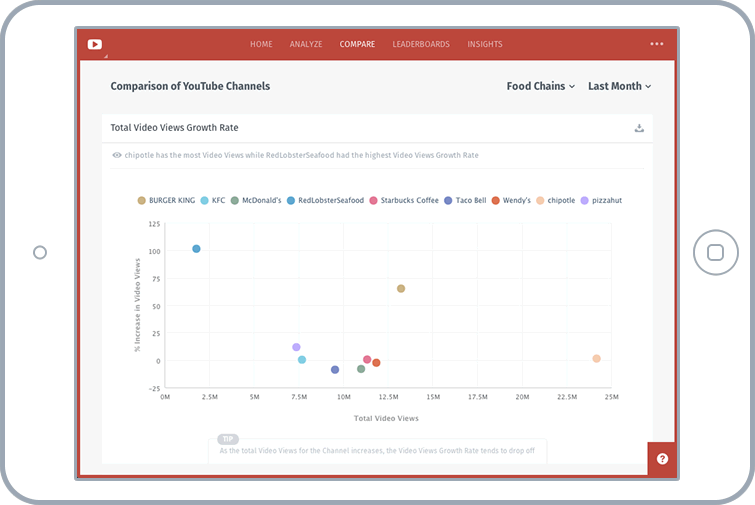 HOME ANALYZE COMPARE LEADERBOARDS INSIGHTS
Comparison of YouTube Channels Food Chains Last Month
Total Video Views Growth Rate
chipotle has the most Video Views while RedLobsterSeafood had the highest Video Views Growth Rate
BURGER KING KFC McDonald's RedLobsterSeafood Starbucks Coffee Taco Bell Wendy's chipotle pizzahut
125
100
75
50
25
0
−25
% Increase in Video Views
0M 2.5M 5M 7.5M 10M 12.5M 15M 17.5M 20M 22.5M 25M
Total Video Views
TIP
As the total Video Views for the Channel increases, the Video Views Growth Rate tends to drop off
?